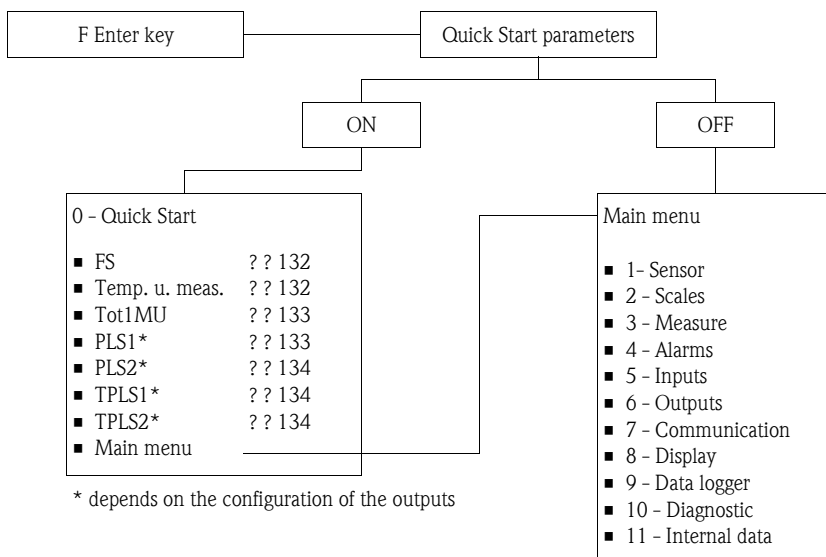 F Enter key
Quick Start parameters
ON
OFF
0 - Quick Start
■ FS ? ? 132
■ Temp. u. meas. ? ? 132
■ Tot1MU ? ? 133
■ PLS1* ? ? 133
■ PLS2* ? ? 134
■ TPLS1* ? ? 134
■ TPLS2* ? ? 134
■ Main menu
* depends on the configuration of the outputs
Main menu
■ 1- Sensor
■ 2 - Scales
■ 3 - Measure
■ 4 - Alarms
■ 5 - Inputs
■ 6 - Outputs
■ 7 - Communication
■ 8 - Display
■ 9 - Data logger
■ 10 - Diagnostic
■ 11 - Internal data